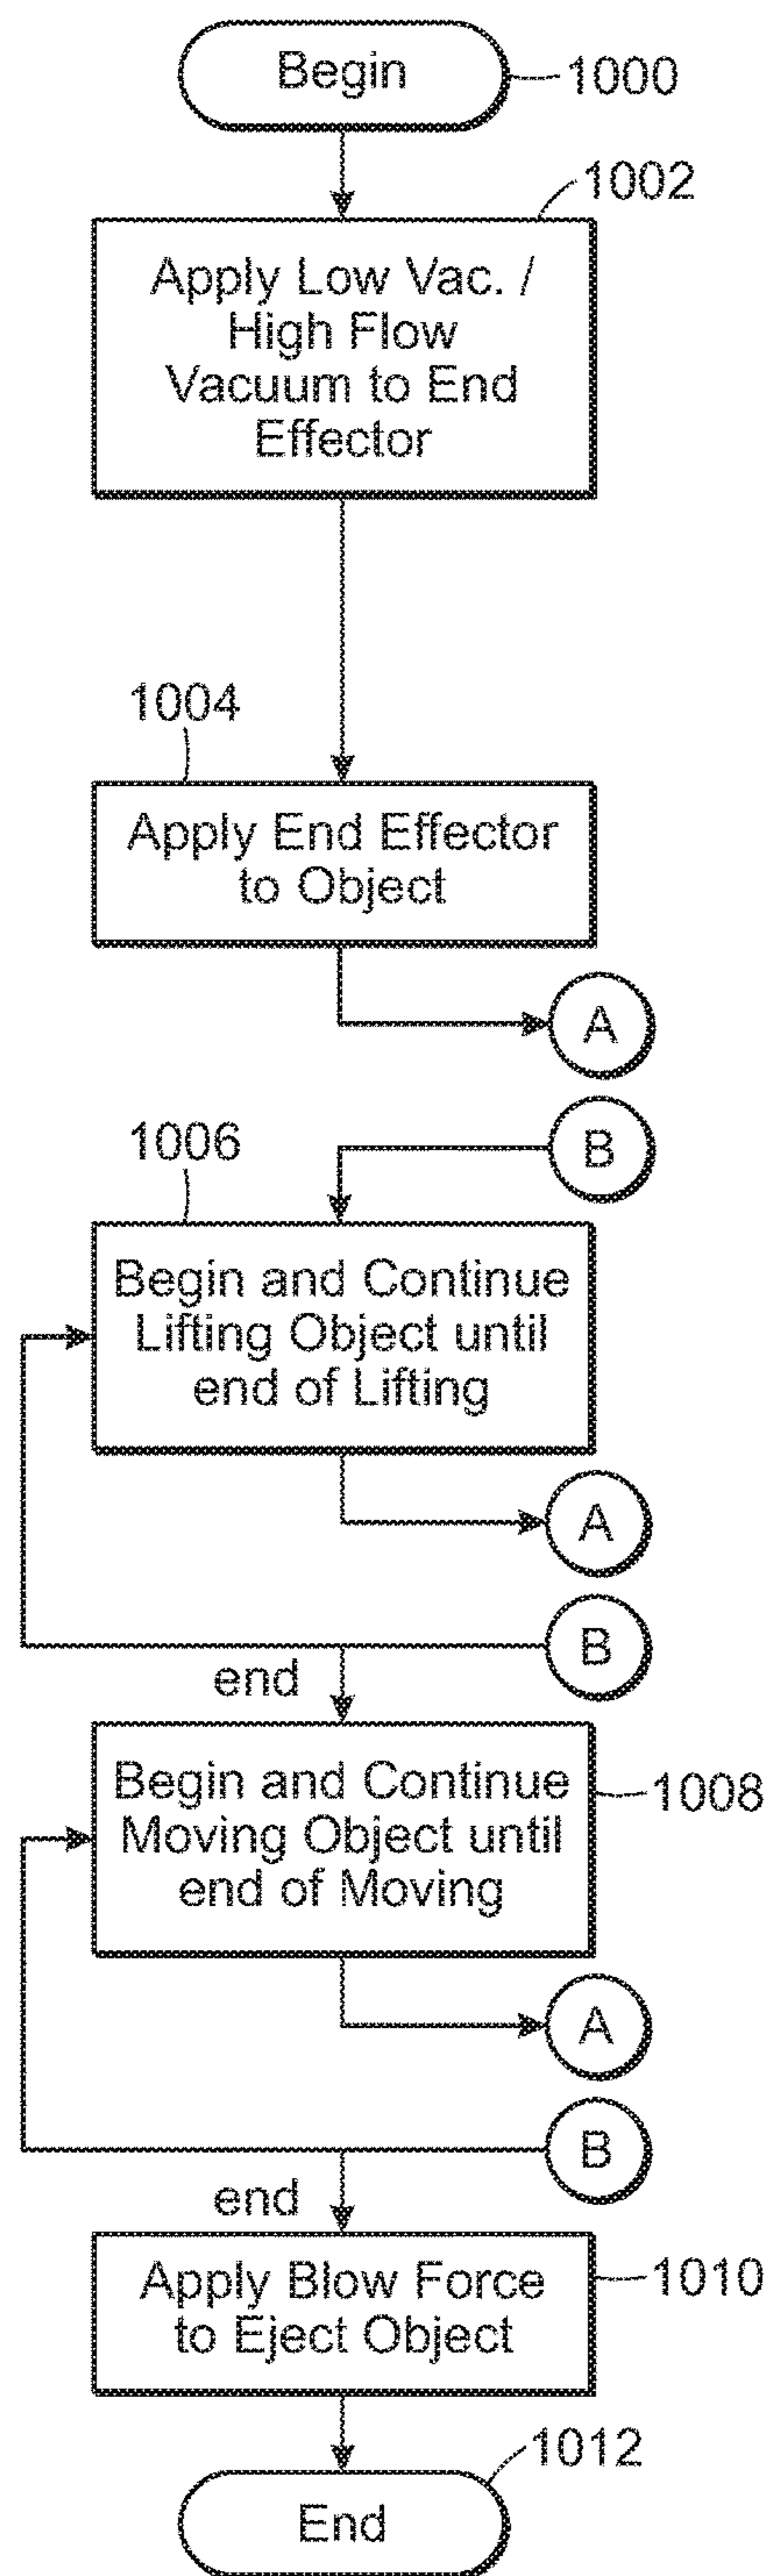 Begin
1000
1002
Apply Low Vac. /
High Flow
Vacuum to End
Effector
1004
Apply End Effector
to Object
A
B
1006
Begin and Continue
Lifting Object until
end of Lifting
A
B
end
Begin and Continue
Moving Object until
end of Moving
1008
A
B
end
Apply Blow Force
to Eject Object
1010
1012
End